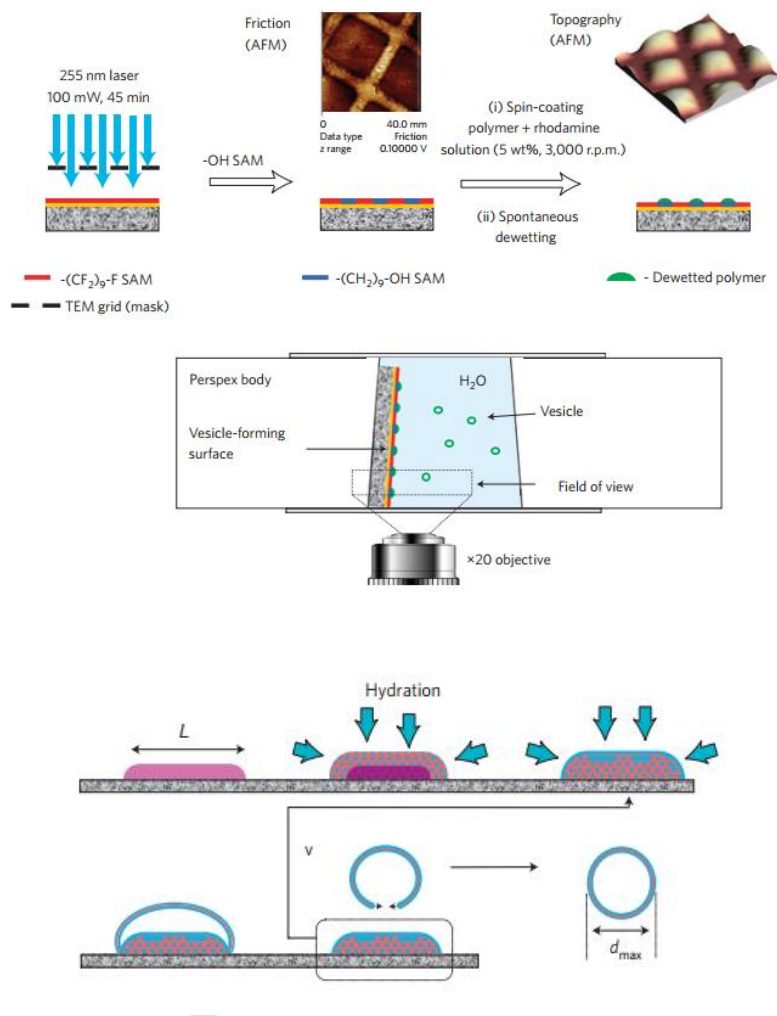 Friction
(AFM)
Topography
(AFM)
255 nm laser
100 mW, 45 min
0
40.0 mm
Data type
Friction
z range
0.10000 V
-OH SAM
(i) Spin-coating
polymer + rhodamine
solution (5 wt%, 3,000 r.p.m.)
(ii) Spontaneous
dewetting
-(CF₂)₉-F SAM
-(CH₂)₉-OH SAM
- Dewetted polymer
TEM grid (mask)
Perspex body
H₂O
Vesicle
Vesicle-forming
surface
Field of view
×20 objective
Hydration
L
v
d max